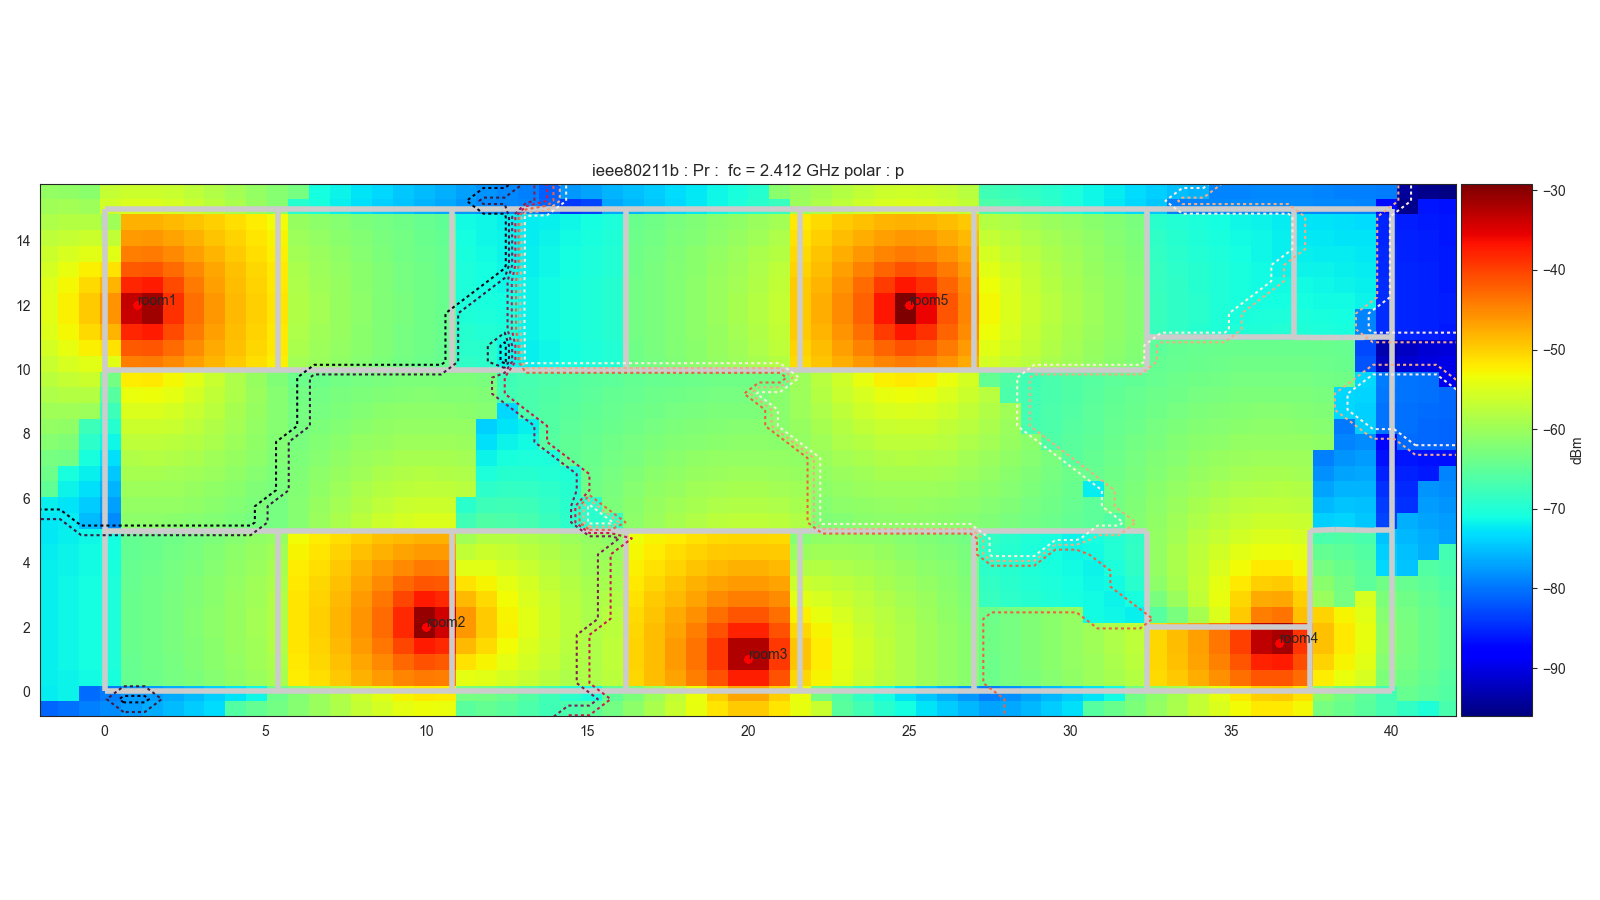 ieee80211b : Pr :  fc = 2.412 GHz polar : p
14
12
10
8
6
4
2
0
0 5 10 15 20 25 30 35 40
room1
room5
room2
room3
room4
−30
−40
−50
−60
−70
−80
−90
dBm